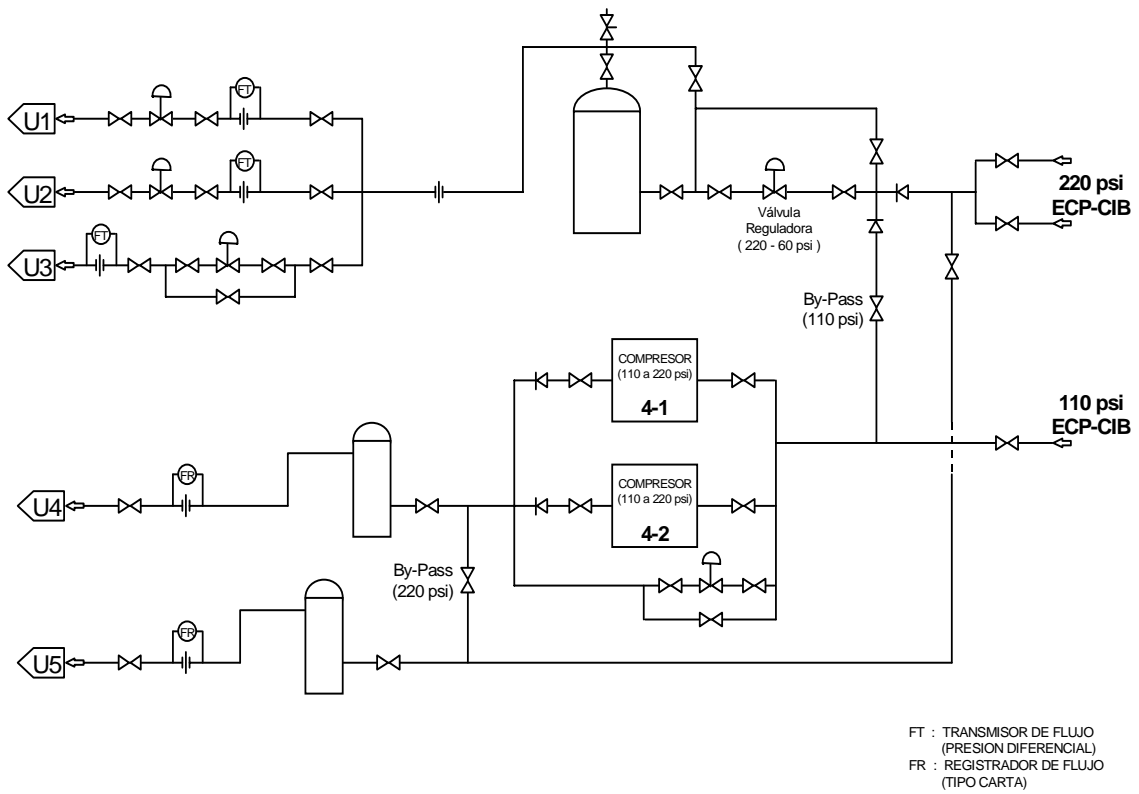 FT
U1
FT
U2
FT
U3
Válvula
Reguladora
( 220 - 60 psi )
220 psi
ECP-CIB
By-Pass
(110 psi)
COMPRESOR
(110 a 220 psi)
4-1
110 psi
ECP-CIB
FR
U4
COMPRESOR
(110 a 220 psi)
4-2
By-Pass
(220 psi)
FR
U5
FT : TRANSMISOR DE FLUJO
(PRESION DIFERENCIAL)
FR : REGISTRADOR DE FLUJO
(TIPO CARTA)